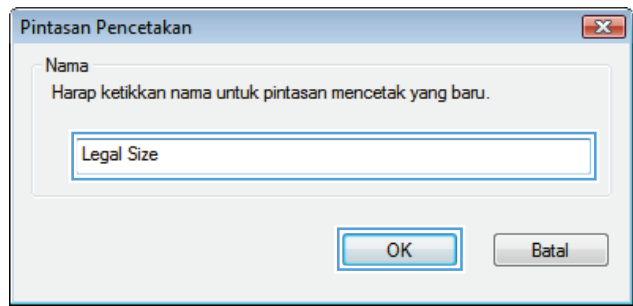 Pintasan Pencetakan
Nama
Harap ketikkan nama untuk pintasan mencetak yang baru.
Legal Size
OK Batal